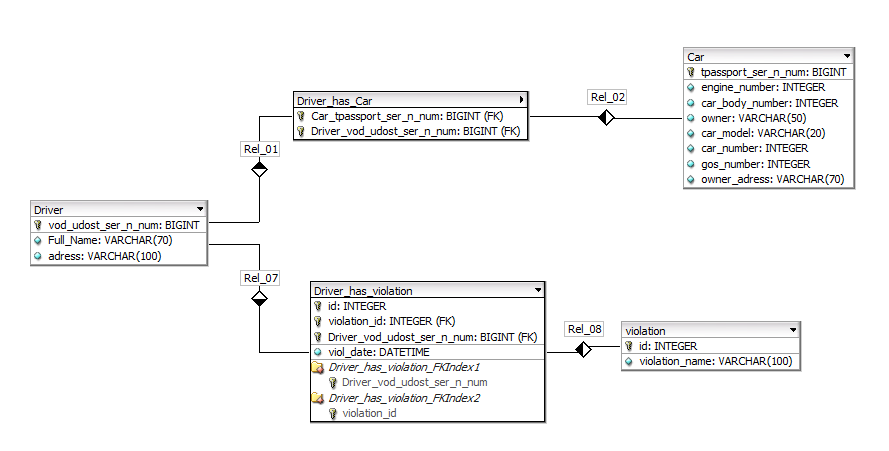 Car
tpassport_ser_n_num: BIGINT
engine_number: INTEGER
car_body_number: INTEGER
owner: VARCHAR(50)
car_model: VARCHAR(20)
car_number: INTEGER
gos_number: INTEGER
owner_adress: VARCHAR(70)
Rel_02
Driver_has_Car
Car_tpassport_ser_n_num: BIGINT (FK)
Driver_vod_udost_ser_n_num: BIGINT (FK)
Rel_01
Driver
vod_udost_ser_n_num: BIGINT
Full_Name: VARCHAR(70)
adress: VARCHAR(100)
Rel_07
Driver_has_violation
id: INTEGER
violation_id: INTEGER (FK)
Driver_vod_udost_ser_n_num: BIGINT (FK)
viol_date: DATETIME
Driver_has_violation_FKIndex1
Driver_vod_udost_ser_n_num
Driver_has_violation_FKIndex2
violation_id
Rel_08
violation
id: INTEGER
violation_name: VARCHAR(100)